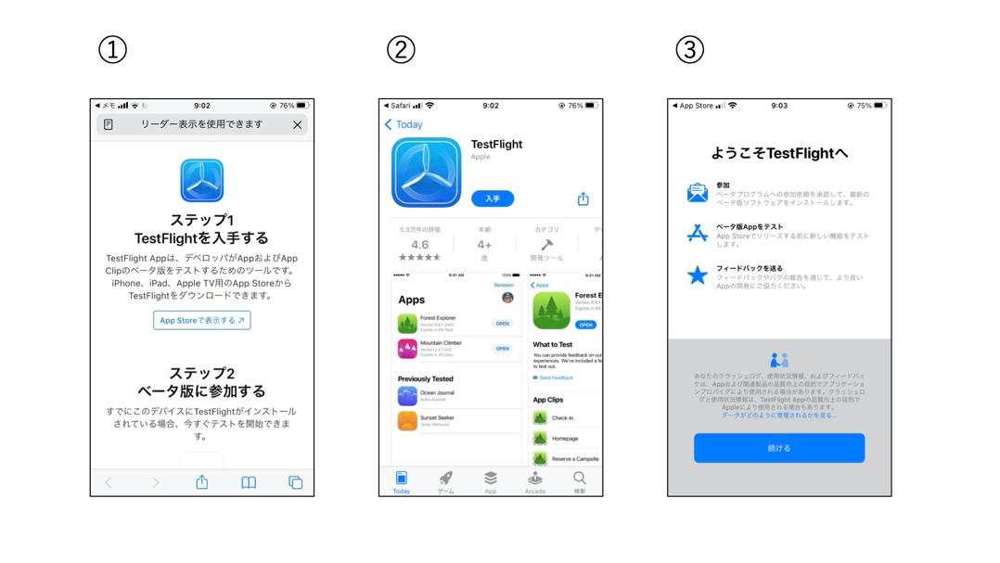 ①
②
③
メモ 9:02 76%
リーダー表示を使用できます
ステップ1
TestFlightを入手する
TestFlight Appは、デベロッパがAppおよびApp
Clipのベータ版をテストするためのツールです。
iPhone、iPad、Apple TV用のApp Storeから
TestFlightをダウンロードできます。
App Storeで表示する
ステップ2
ベータ版に参加する
すでにこのデバイスにTestFlightがインストール
されている場合、今すぐテストを開始できま
す。
Safari 9:02 76%
Today
TestFlight
Apple
入手
5.8万件の評価 年齢 カテゴリ デ
4.6 4+
歳 開発ツール
9:41 AM 100% 9:41 AM
Redeem
Apps
Forest Explorer
OPEN
Mountain Climber
OPEN
Previously Tested
Ocean Journal
Builds Expired
Sunset Seeker
Tester Removed
Apps
Forest E
OPEN
What to Test
You can provide feedback on ou
experiences. We've included a fe
to test out.
Send Feedback
App Clips
Check-in
Homepage
Reserve a Campsite
Today ゲーム App Arcade 検索
App Store 9:03 75%
ようこそTestFlightへ
参加
ベータプログラムへの参加依頼を承認して、最新の
ベータ版ソフトウェアをインストールします。
ベータ版Appをテスト
App Storeでリリースする前に新しい機能をテスト
します。
フィードバックを送る
フィードバックやバグの報告を通じて、より良い
Appの開発にご協力ください。
あなたのクラッシュログ、使用状況情報、およびフィードバッ
クは、Appおよび関連製品の品質向上の目的でアプリケーショ
ンプロバイダにより使用される場合があります。クラッシュロ
グと使用状況情報は、TestFlight Appの品質向上の目的で
Appleにより使用される場合もあります。
データがどのように管理されるかを見る...
続ける